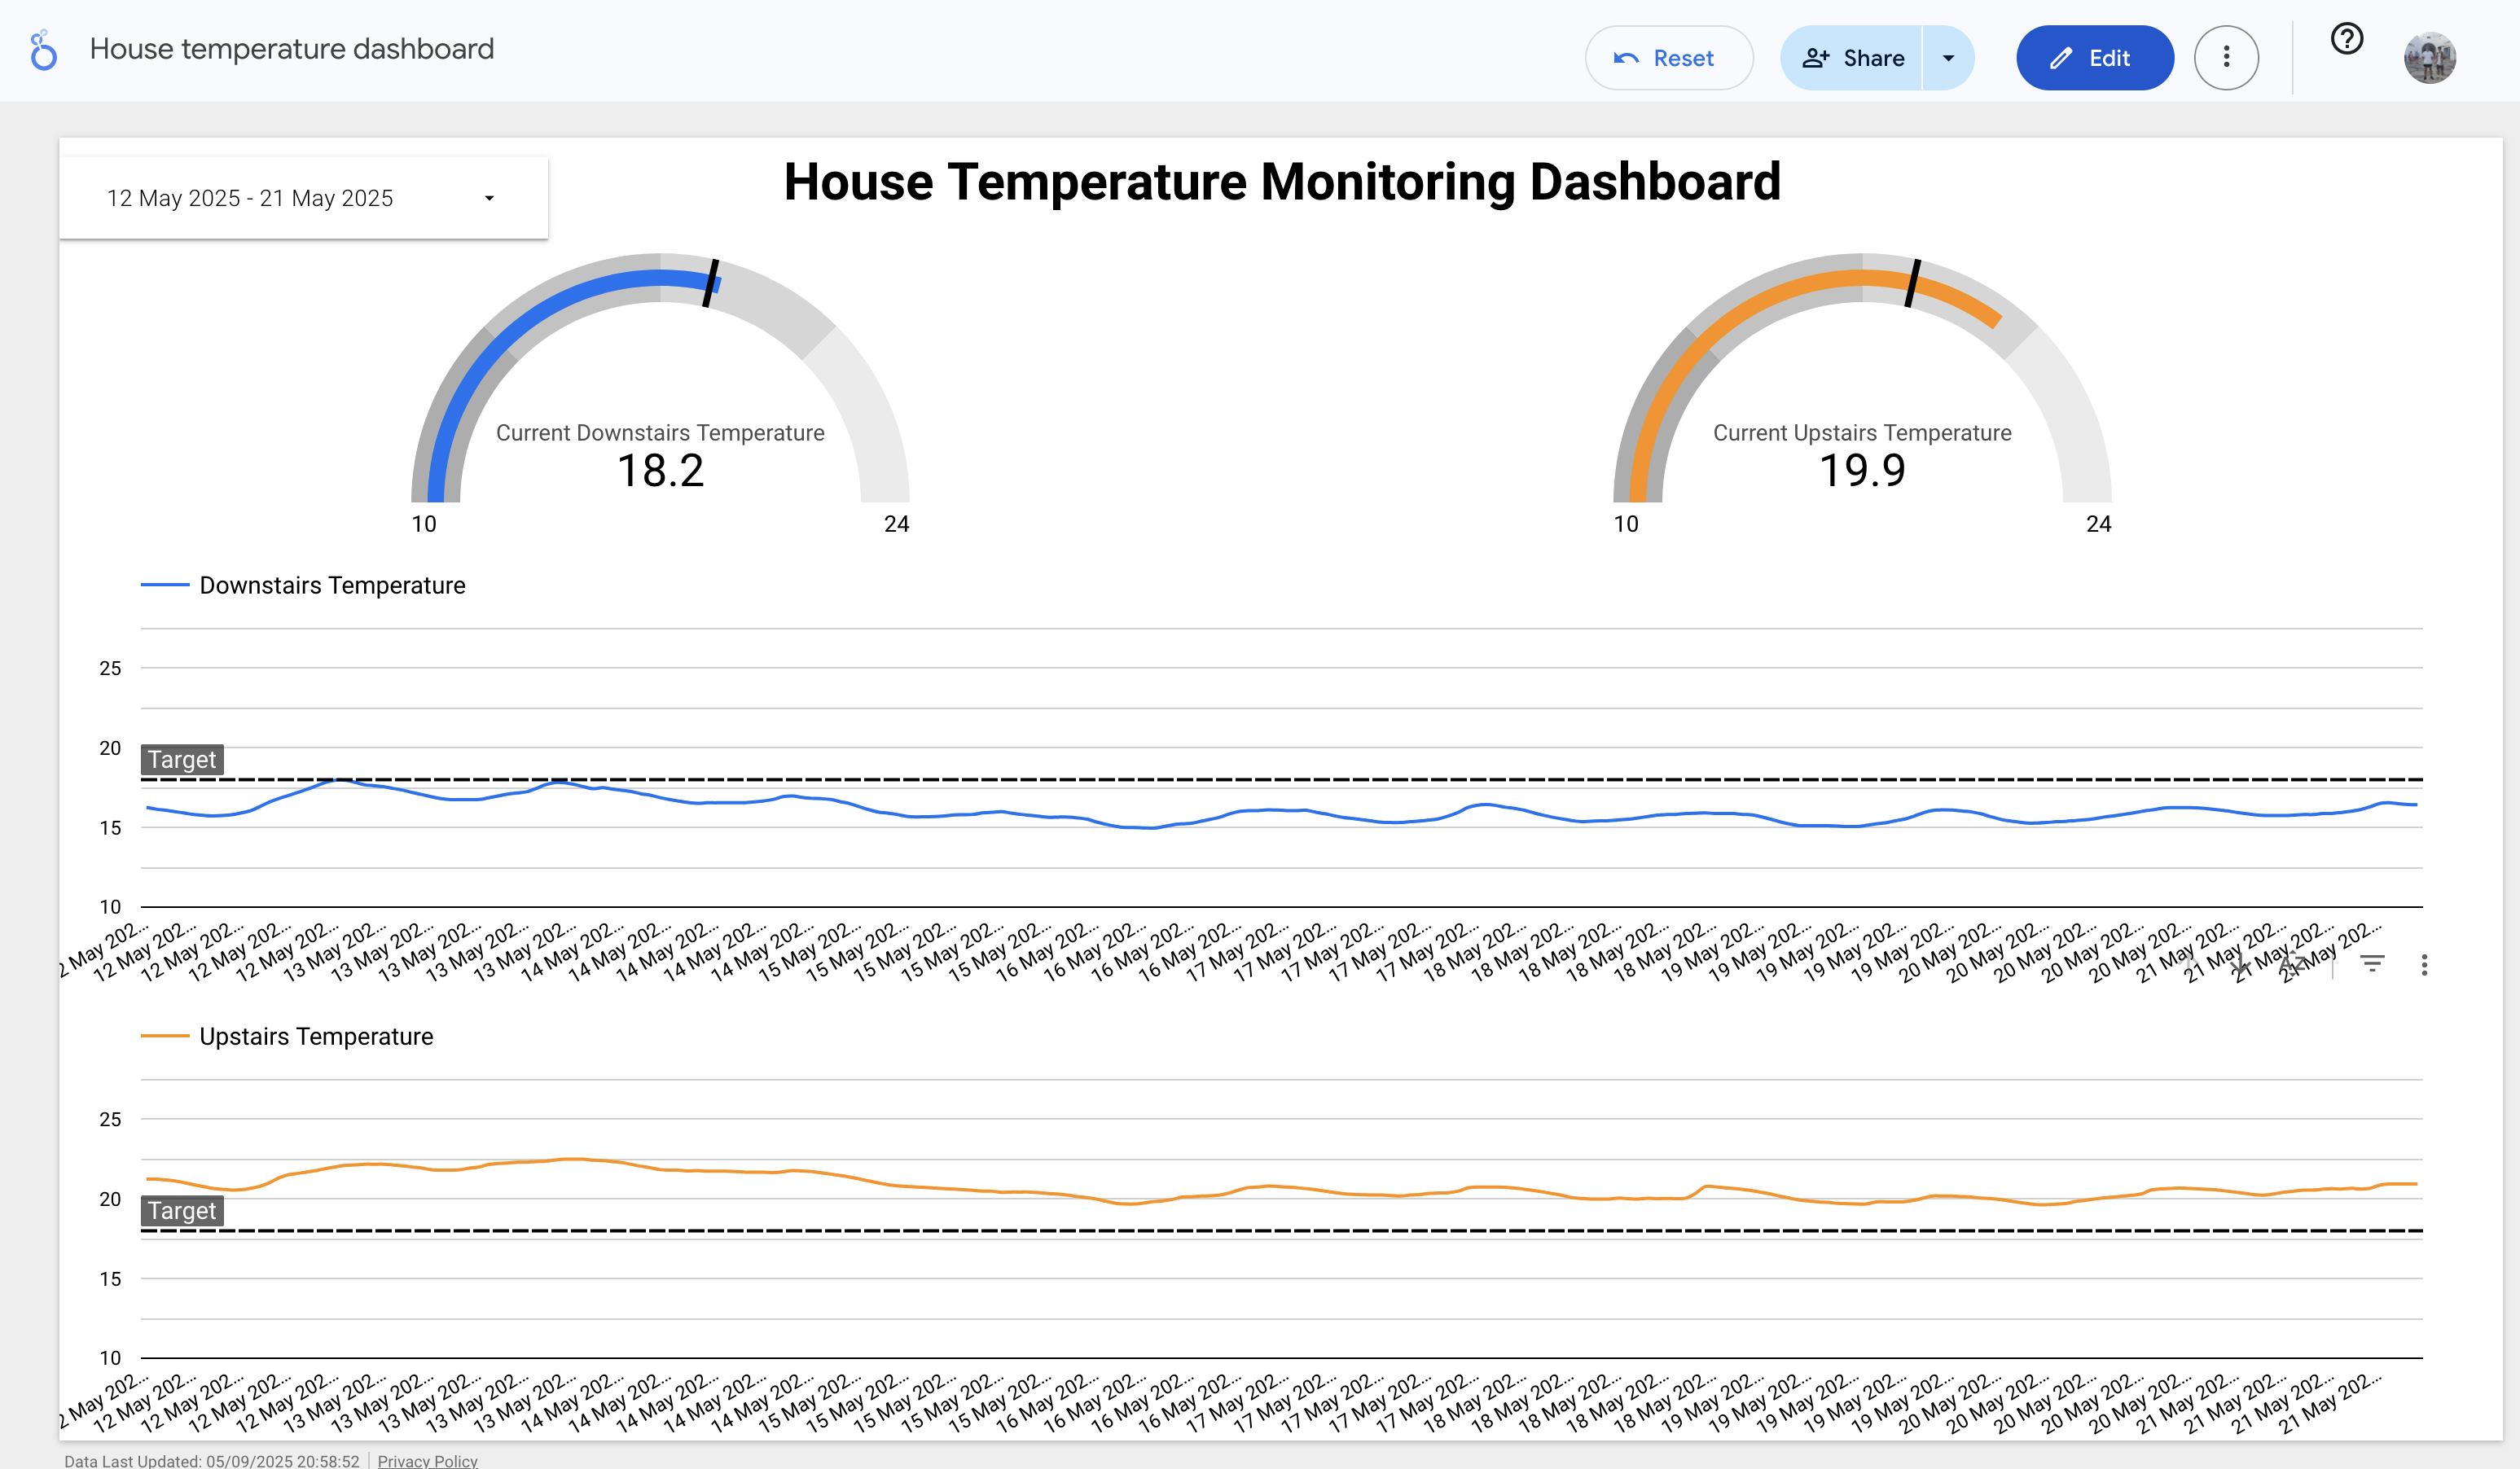 House temperature dashboard
Reset
Share
Edit
12 May 2025 - 21 May 2025
House Temperature Monitoring Dashboard
Current Downstairs Temperature
18.2
10
24
Current Upstairs Temperature
19.9
10
24
Downstairs Temperature
25
20
Target
15
10
2 May 202...
12 May 202...
12 May 202...
12 May 202...
12 May 202...
13 May 202...
13 May 202...
13 May 202...
13 May 202...
13 May 202...
14 May 202...
14 May 202...
14 May 202...
14 May 202...
14 May 202...
15 May 202...
15 May 202...
15 May 202...
15 May 202...
15 May 202...
16 May 202...
16 May 202...
16 May 202...
16 May 202...
17 May 202...
17 May 202...
17 May 202...
17 May 202...
17 May 202...
18 May 202...
18 May 202...
18 May 202...
18 May 202...
18 May 202...
19 May 202...
19 May 202...
19 May 202...
19 May 202...
19 May 202...
20 May 202...
20 May 202...
20 May 202...
20 May 202...
20 May 202...
21 May 202...
21 May 202...
21 May 202...
21 May 202...
Upstairs Temperature
25
20
Target
15
10
2 May 202...
12 May 202...
12 May 202...
12 May 202...
12 May 202...
13 May 202...
13 May 202...
13 May 202...
13 May 202...
13 May 202...
14 May 202...
14 May 202...
14 May 202...
14 May 202...
14 May 202...
15 May 202...
15 May 202...
15 May 202...
15 May 202...
15 May 202...
16 May 202...
16 May 202...
16 May 202...
16 May 202...
17 May 202...
17 May 202...
17 May 202...
17 May 202...
17 May 202...
18 May 202...
18 May 202...
18 May 202...
18 May 202...
18 May 202...
19 May 202...
19 May 202...
19 May 202...
19 May 202...
19 May 202...
20 May 202...
20 May 202...
20 May 202...
20 May 202...
20 May 202...
21 May 202...
21 May 202...
21 May 202...
21 May 202...
Data Last Updated: 05/09/2025 20:58:52
Privacy Policy